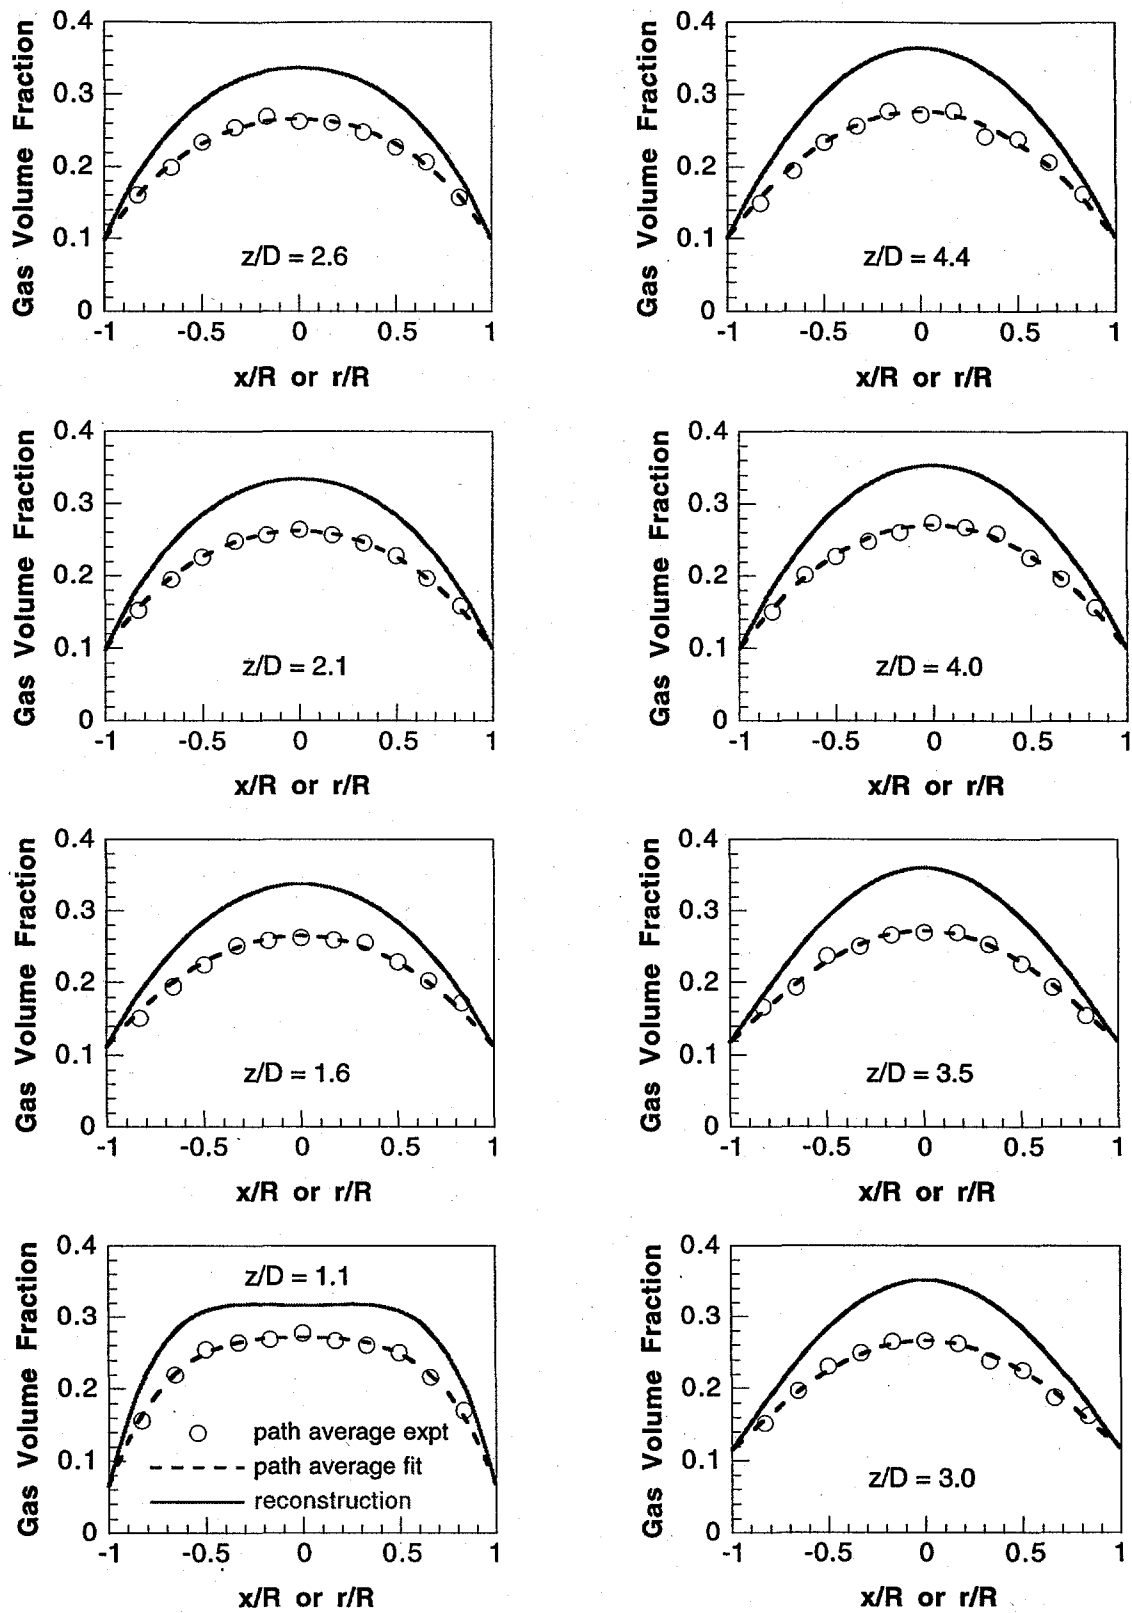 Gas Volume Fraction
0.4
0.3
0.2
0.1
0
z/D = 2.6
-1 -0.5 0 0.5 1
x/R or r/R
Gas Volume Fraction
0.4
0.3
0.2
0.1
0
z/D = 4.4
-1 -0.5 0 0.5 1
x/R or r/R
Gas Volume Fraction
0.4
0.3
0.2
0.1
0
z/D = 2.1
-1 -0.5 0 0.5 1
x/R or r/R
Gas Volume Fraction
0.4
0.3
0.2
0.1
0
z/D = 4.0
-1 -0.5 0 0.5 1
x/R or r/R
Gas Volume Fraction
0.4
0.3
0.2
0.1
0
z/D = 1.6
-1 -0.5 0 0.5 1
x/R or r/R
Gas Volume Fraction
0.4
0.3
0.2
0.1
0
z/D = 3.5
-1 -0.5 0 0.5 1
x/R or r/R
Gas Volume Fraction
0.4
0.3
0.2
0.1
0
z/D = 1.1
path average expt
path average fit
reconstruction
-1 -0.5 0 0.5 1
x/R or r/R
Gas Volume Fraction
0.4
0.3
0.2
0.1
0
z/D = 3.0
-1 -0.5 0 0.5 1
x/R or r/R